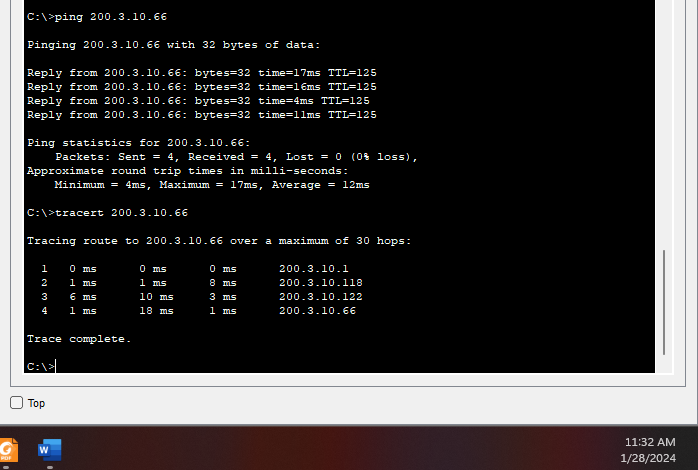 C:\>ping 200.3.10.66
Pinging 200.3.10.66 with 32 bytes of data:
Reply from 200.3.10.66: bytes=32 time=17ms TTL=125
Reply from 200.3.10.66: bytes=32 time=16ms TTL=125
Reply from 200.3.10.66: bytes=32 time=4ms TTL=125
Reply from 200.3.10.66: bytes=32 time=11ms TTL=125
Ping statistics for 200.3.10.66:
Packets: Sent = 4, Received = 4, Lost = 0 (0% loss),
Approximate round trip times in milli-seconds:
Minimum = 4ms, Maximum = 17ms, Average = 12ms
C:\>tracert 200.3.10.66
Tracing route to 200.3.10.66 over a maximum of 30 hops:
1 0 ms 0 ms 0 ms 200.3.10.1
2 1 ms 1 ms 8 ms 200.3.10.118
3 6 ms 10 ms 3 ms 200.3.10.122
4 1 ms 18 ms 1 ms 200.3.10.66
Trace complete.
C:\>
Top
PDF
W
11:32 AM
1/28/2024